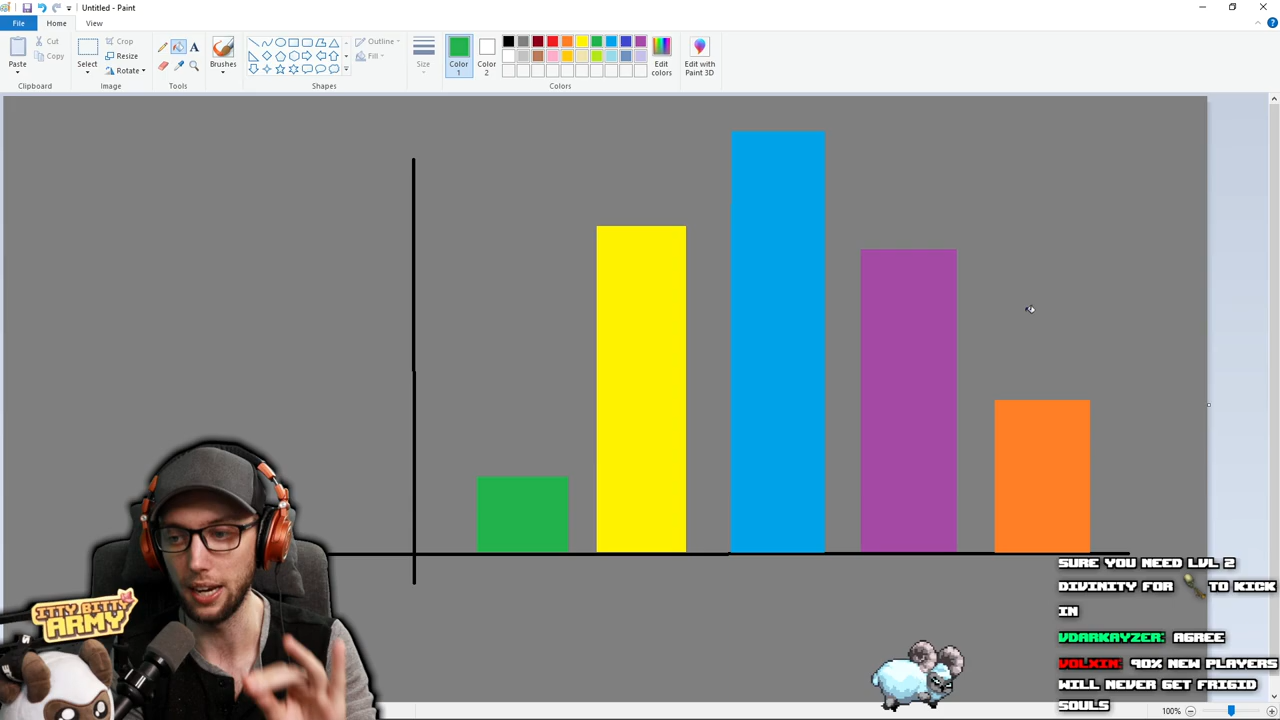 Untitled - Paint
File
Home
View
Paste
Cut
Copy
Clipboard
Select
Crop
Resize
Rotate
Image
A
Tools
Brushes
Outline
Fill
Shapes
Size
Color
1
Color
2
Edit
colors
Colors
Edit with
Paint 3D
ITTY BITTY
ARMY
SURE YOU NEED LVL 2
DIVINITY FOR TO KICK
IN
VDARKAYZER: AGREE
VOLXIN: 90% NEW PLAYERS
WILL NEVER GET FRIGID
SOULS
100%